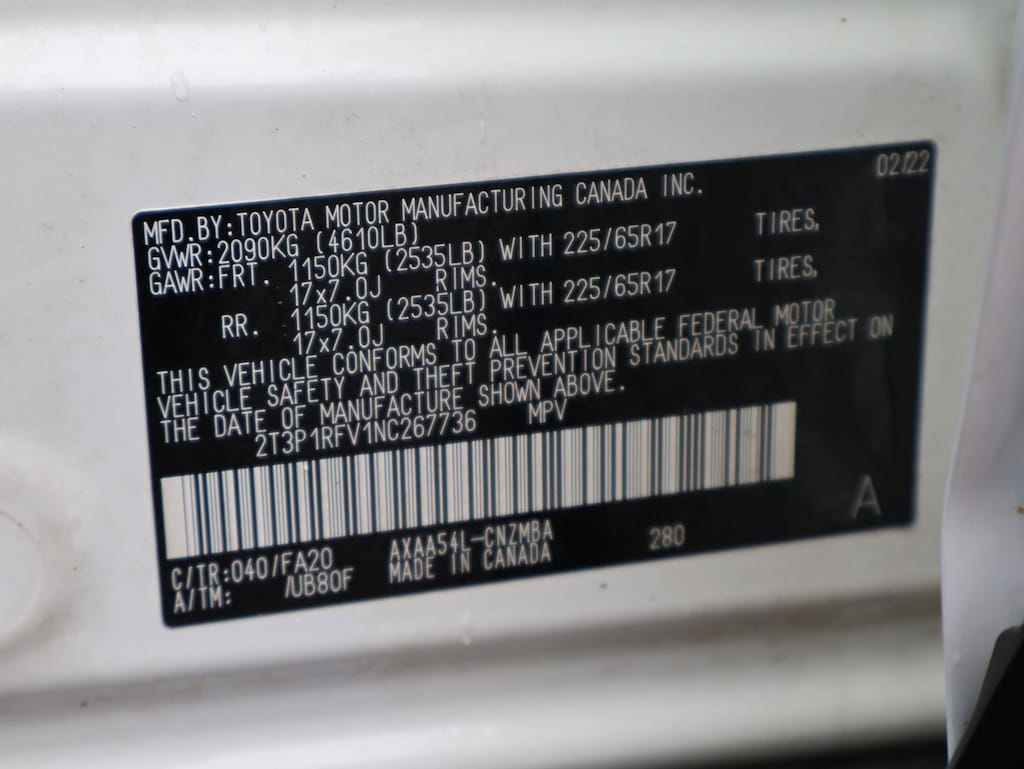 02/22
MFD.BY:TOYOTA MOTOR MANUFACTURING CANADA INC.
GVWR:2090KG (4610LB)
GAWR:FRT. 1150KG (2535LB) WITH 225/65R17 TIRES,
17x7.0J RIMS.
RR. 1150KG (2535LB) WITH 225/65R17 TIRES,
17x7.0J RIMS.
THIS VEHICLE CONFORMS TO ALL APPLICABLE FEDERAL MOTOR
VEHICLE SAFETY AND THEFT PREVENTION STANDARDS IN EFFECT ON
THE DATE OF MANUFACTURE SHOWN ABOVE.
2T3P1RFV1NC267736 MPV
A
C/TR:040/FA20 AXAA54L-CNZMBA 280
A/TM: /UB80F MADE IN CANADA